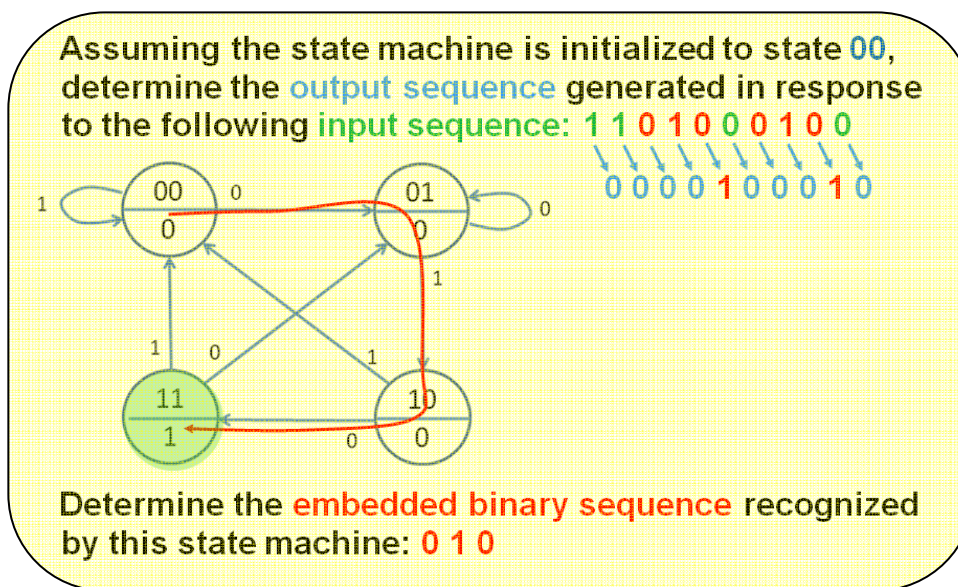 Assuming the state machine is initialized to state 00,
determine the output sequence generated in response
to the following input sequence: 1 1 0 1 0 0 0 1 0 0
0 0 0 0 1 0 0 0 1 0
00
0
0
01
0
0
1
1
1
0
1
11
1
0
10
0
Determine the embedded binary sequence recognized
by this state machine: 0 1 0